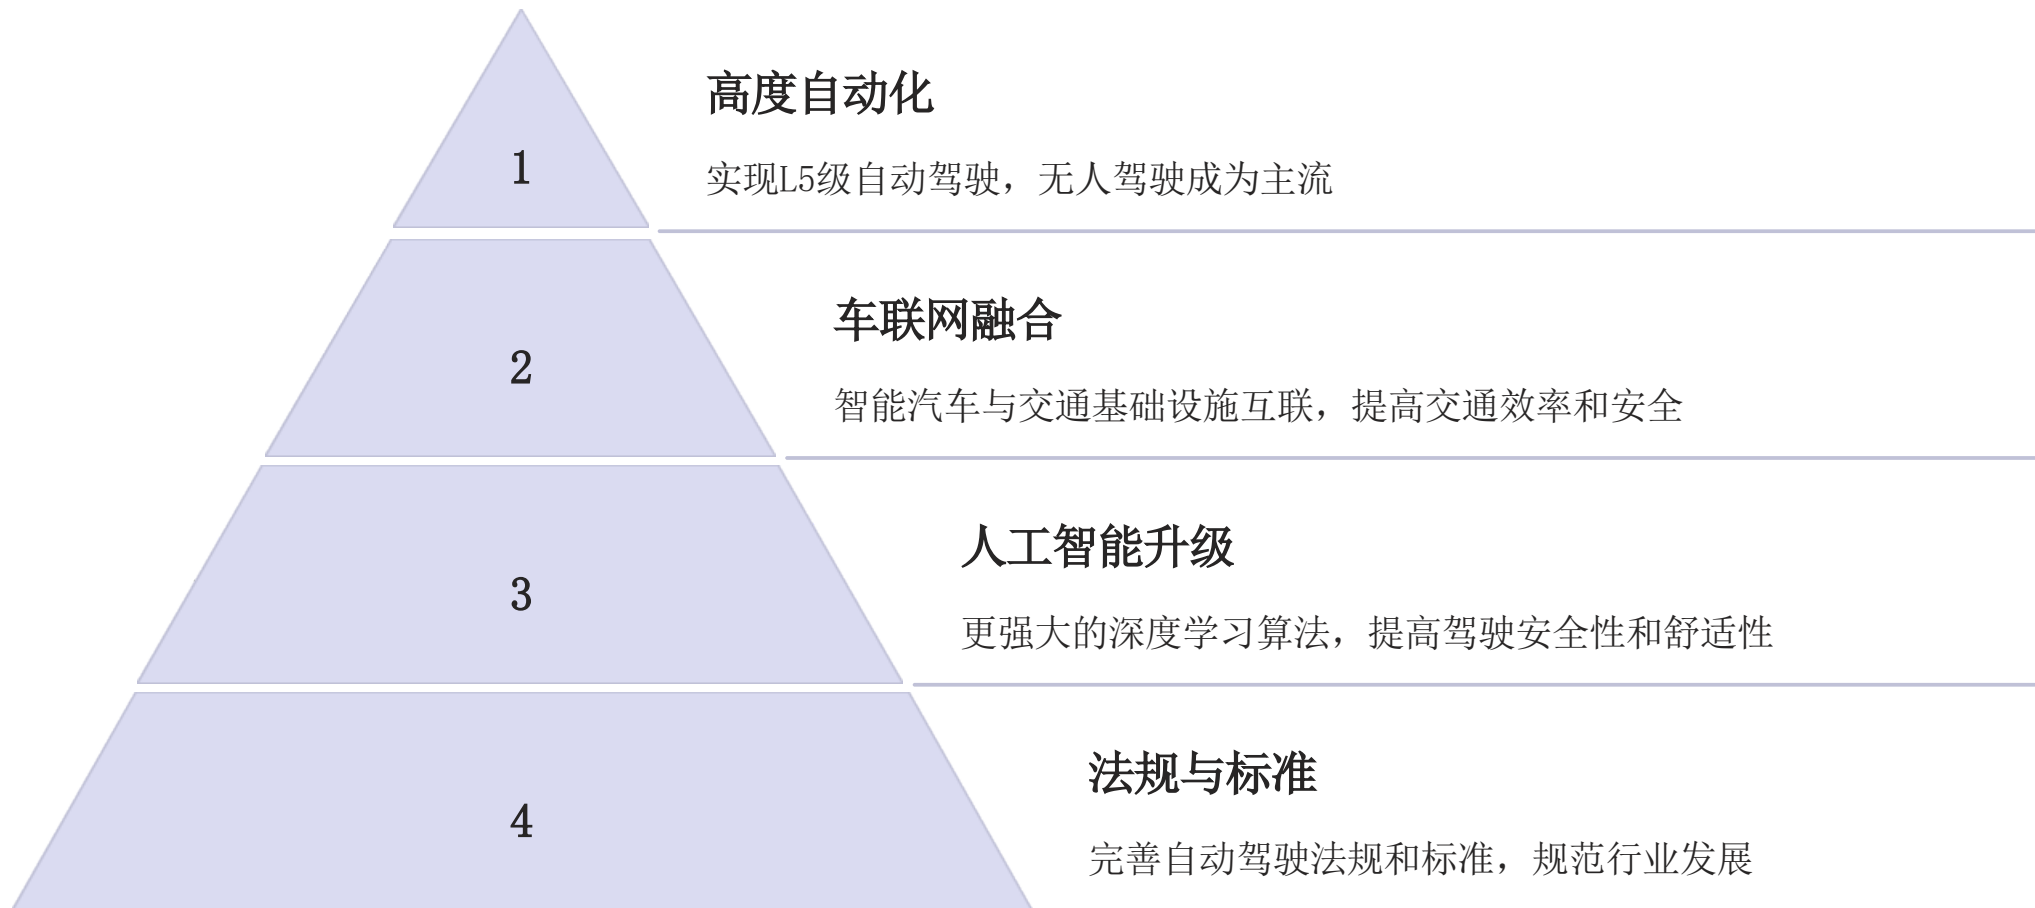 高度自动化
1
实现L5级自动驾驶，无人驾驶成为主流
车联网融合
2
智能汽车与交通基础设施互联，提高交通效率和安全
人工智能升级
3
更强大的深度学习算法，提高驾驶安全性和舒适性
法规与标准
4
完善自动驾驶法规和标准，规范行业发展